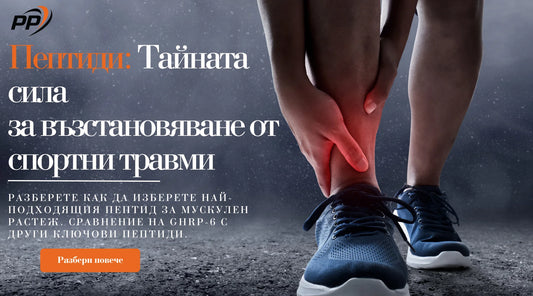 PP
Пептиди: Тайната
сила
за възстановяване от
спортни травми
РАЗБЕРЕТЕ КАК ДА ИЗБЕРЕТЕ НАЙ-
ПОДХОДЯЩИЯ ПЕПТИД ЗА МУСКУЛЕН
РАСТЕЖ. СРАВНЕНИЕ НА GHRP-6 С
ДРУГИ КЛЮЧОВИ ПЕПТИДИ.
Разбери повече